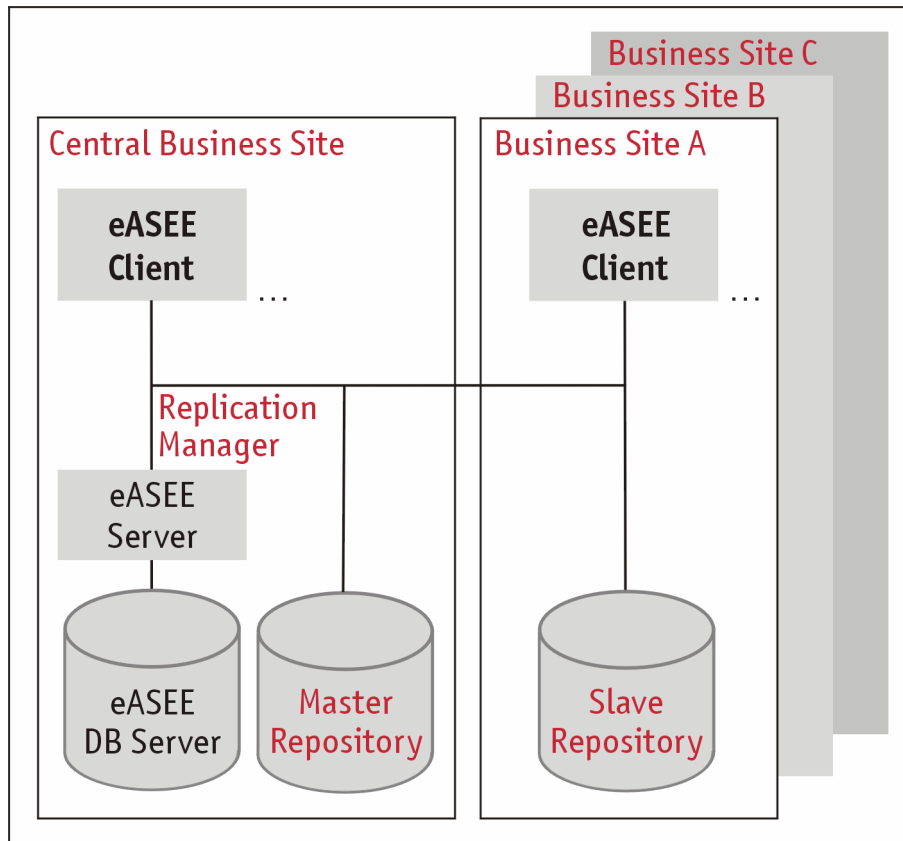 Business Site C
Business Site B
Central Business Site
Business Site A
eASEE
Client
...
eASEE
Client
...
Replication
Manager
eASEE
Server
eASEE
DB Server
Master
Repository
Slave
Repository